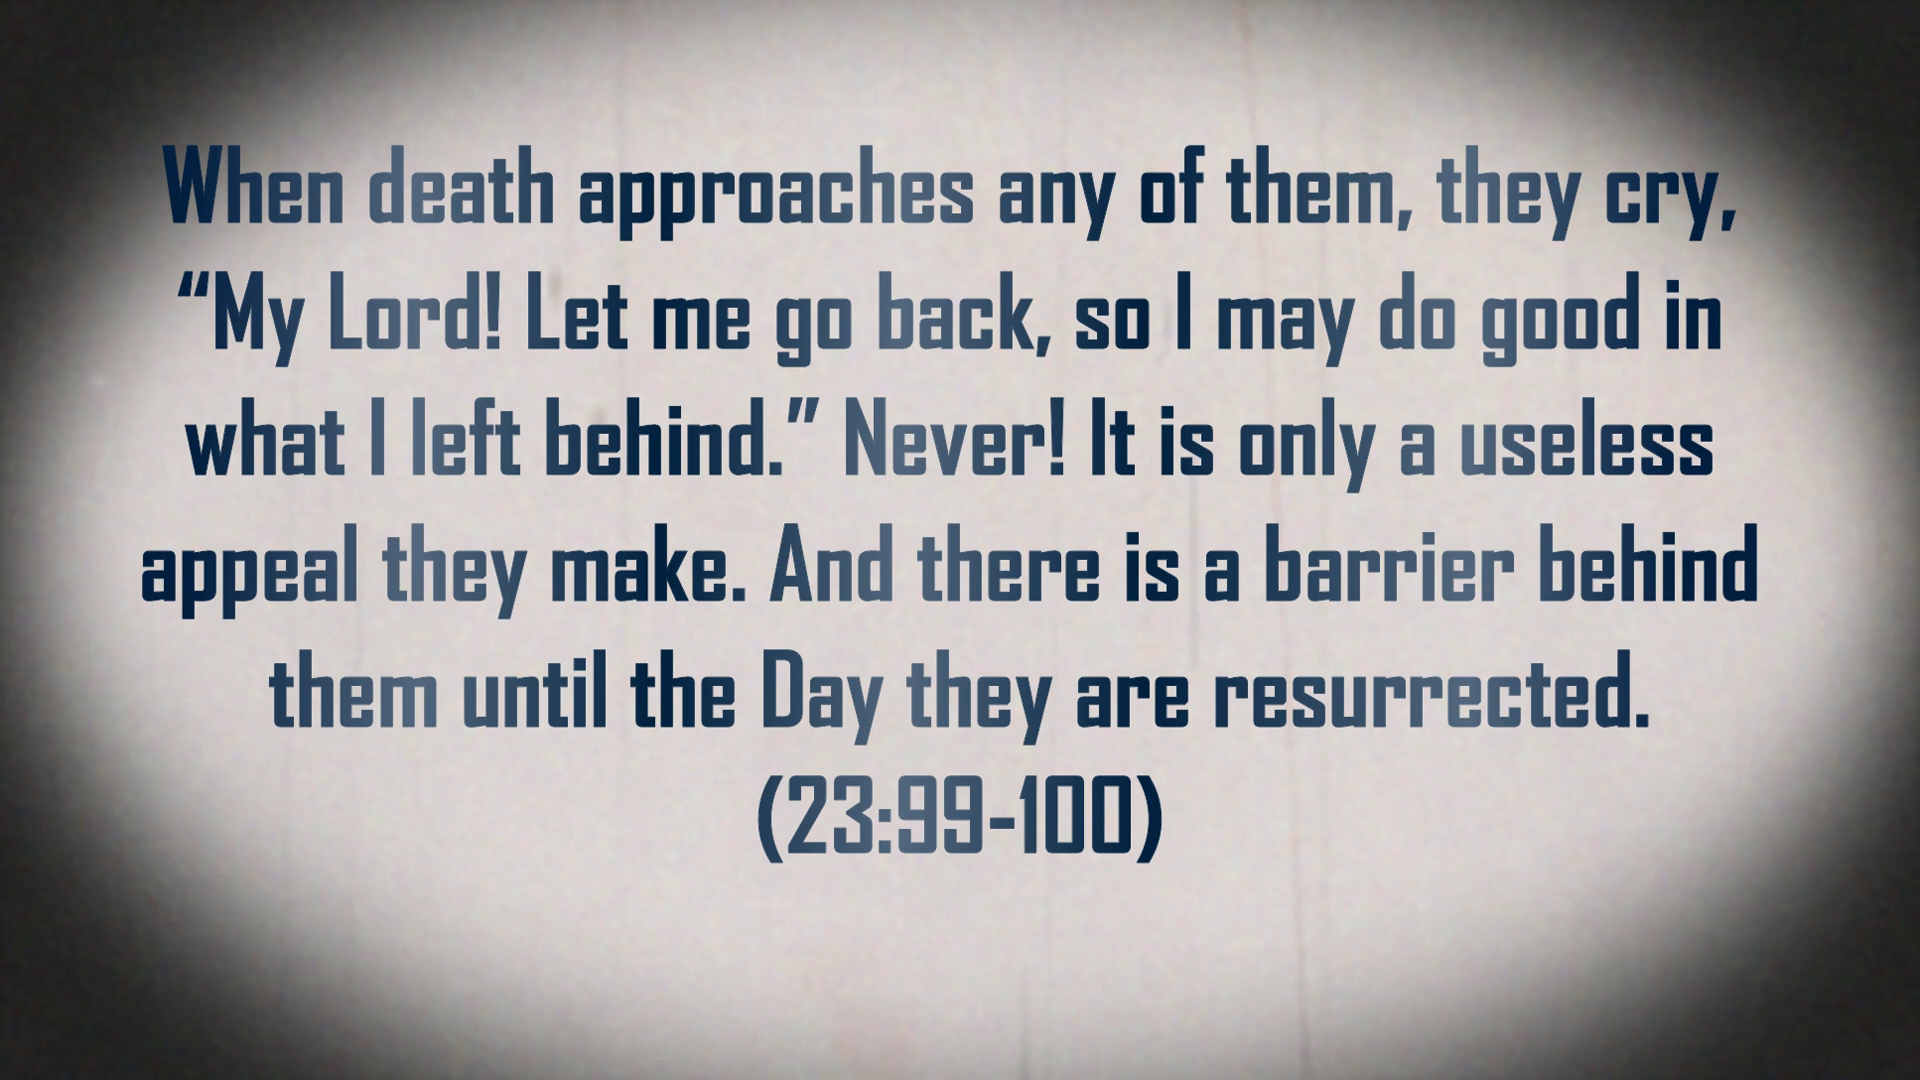 When death approaches any of them, they cry,
“My Lord! Let me go back, so I may do good in
what I left behind.” Never! It is only a useless
appeal they make. And there is a barrier behind
them until the Day they are resurrected.
(23:99-100)